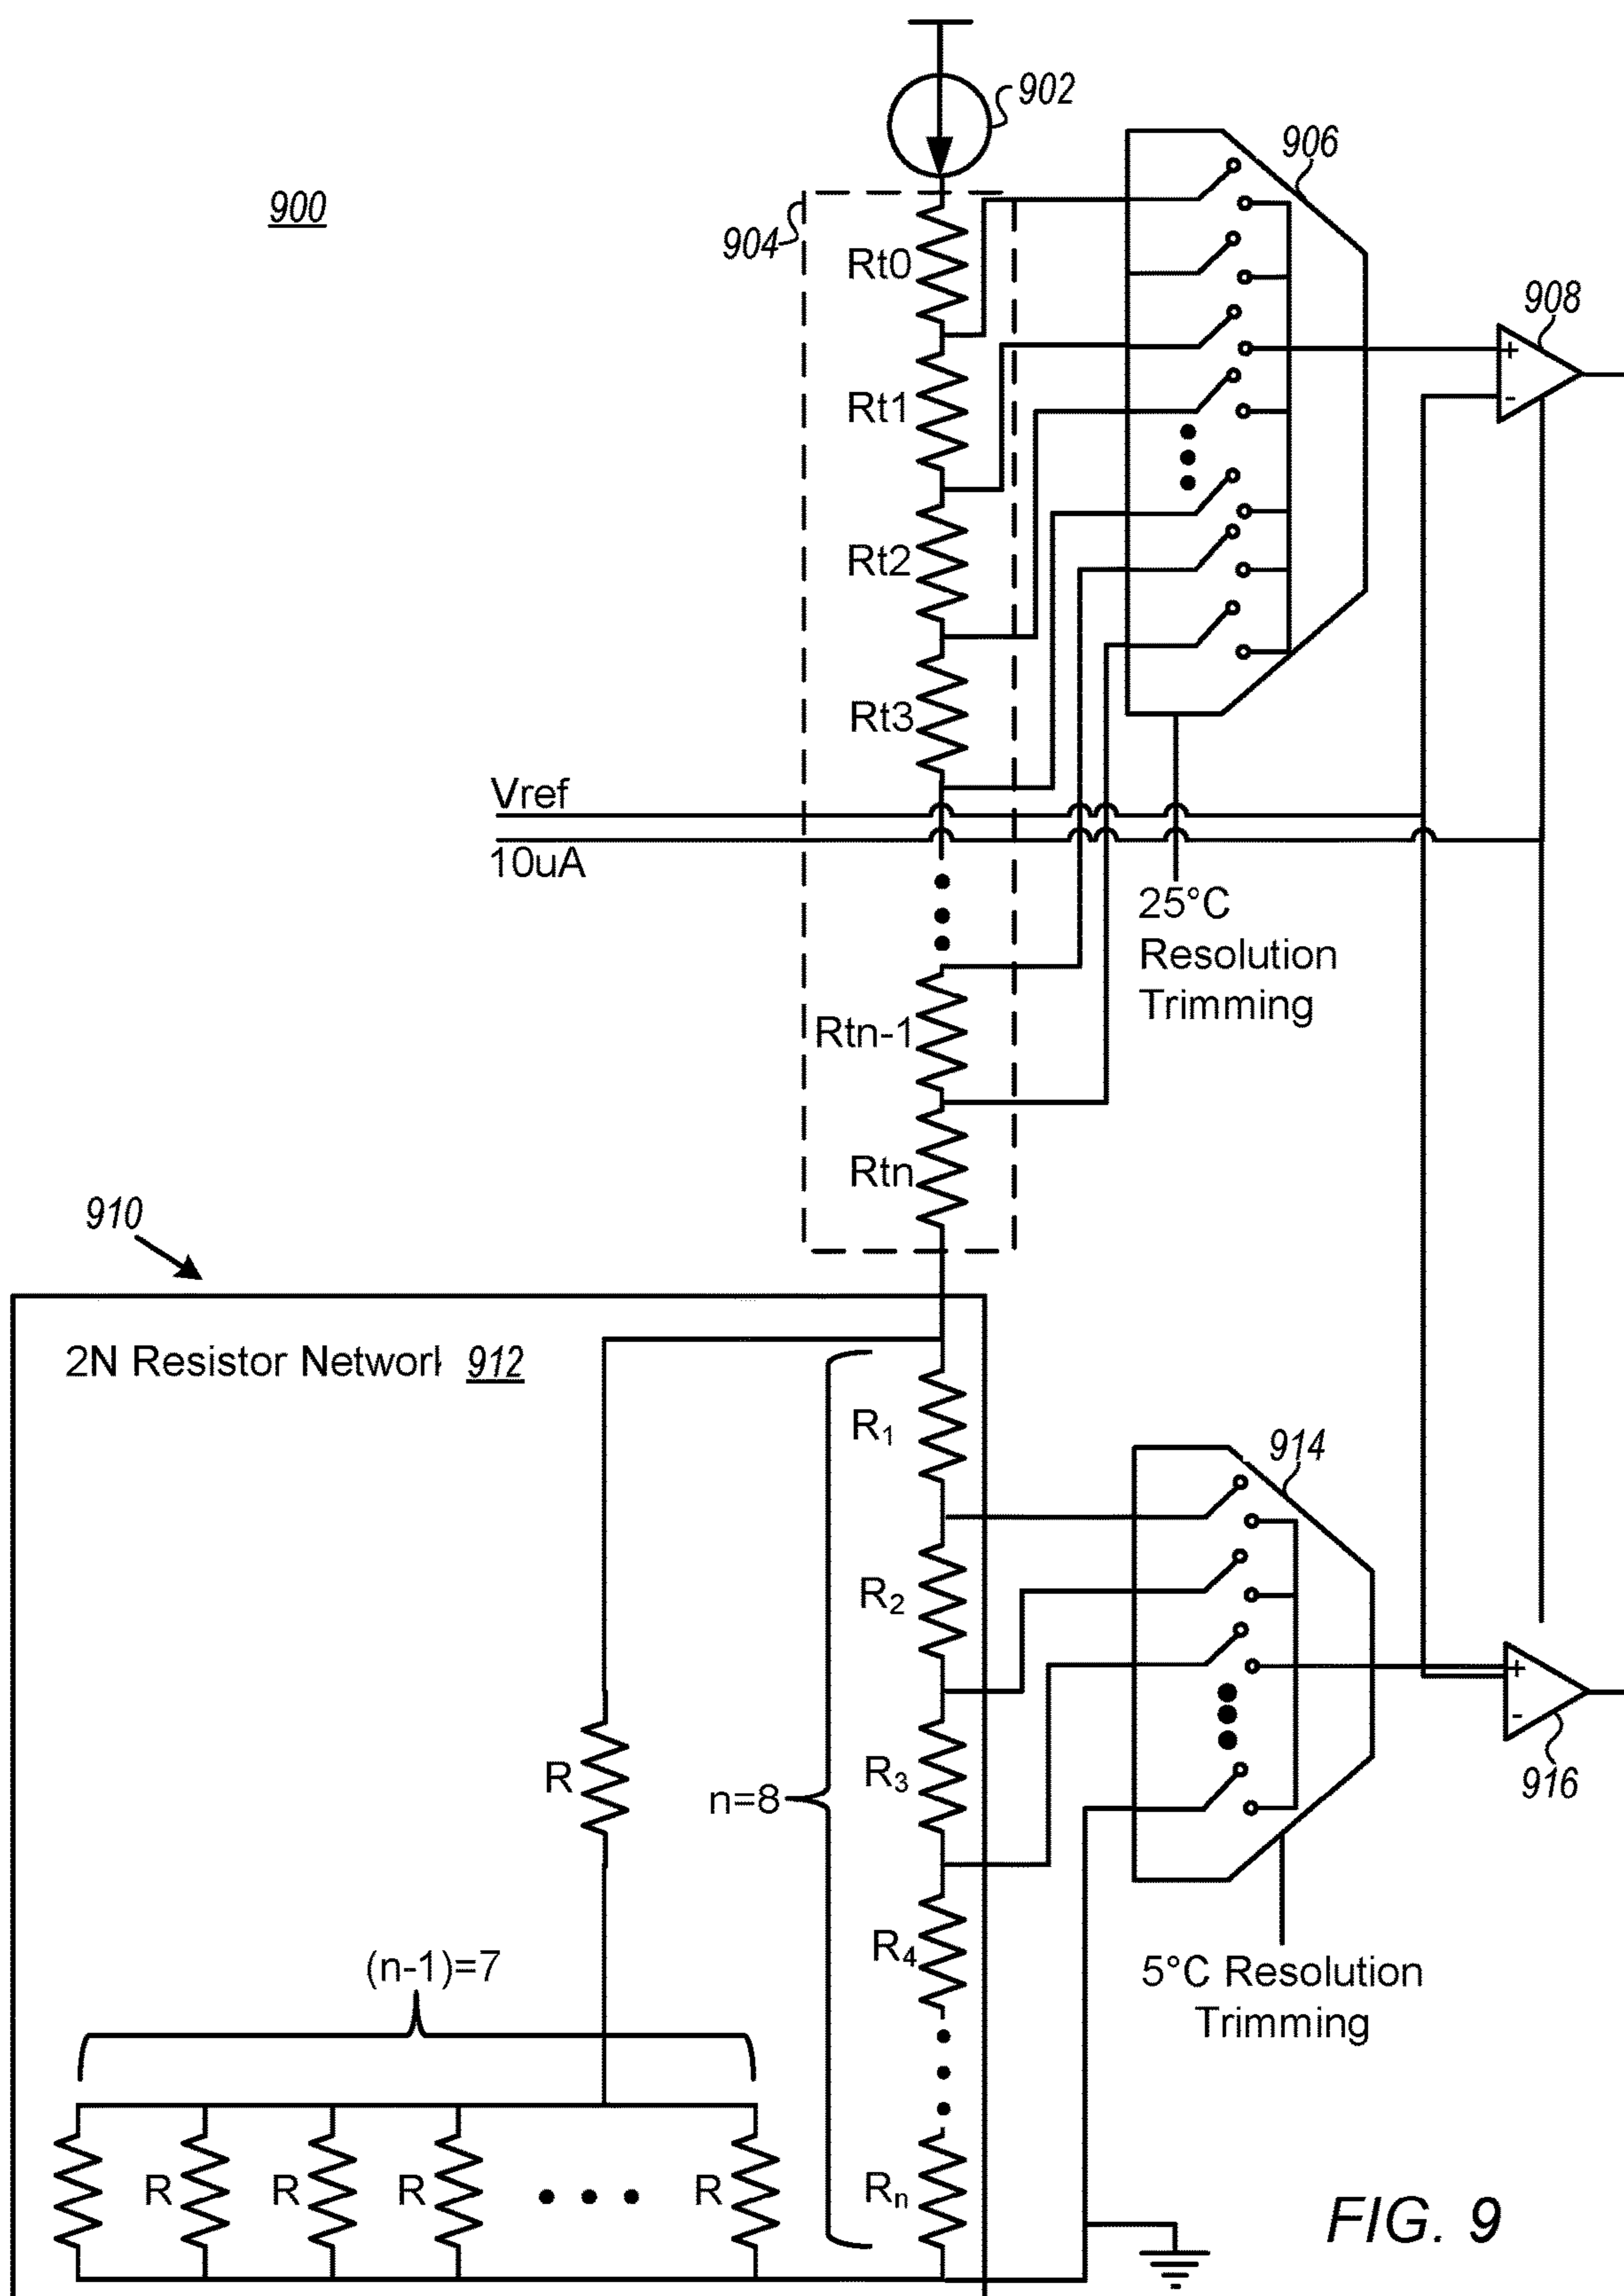 902
906
900
904
Rt0
908
+
-
Rt1
Rt2
Rt3
Vref
10uA
25°C
Resolution
Trimming
Rtn-1
Rtn
910
2N Resistor Network 912
R₁
914
R₂
+
-
R₃
R
n=8
916
R₄
(n-1)=7
5°C Resolution
Trimming
R
R
R
R
Rₙ
FIG. 9